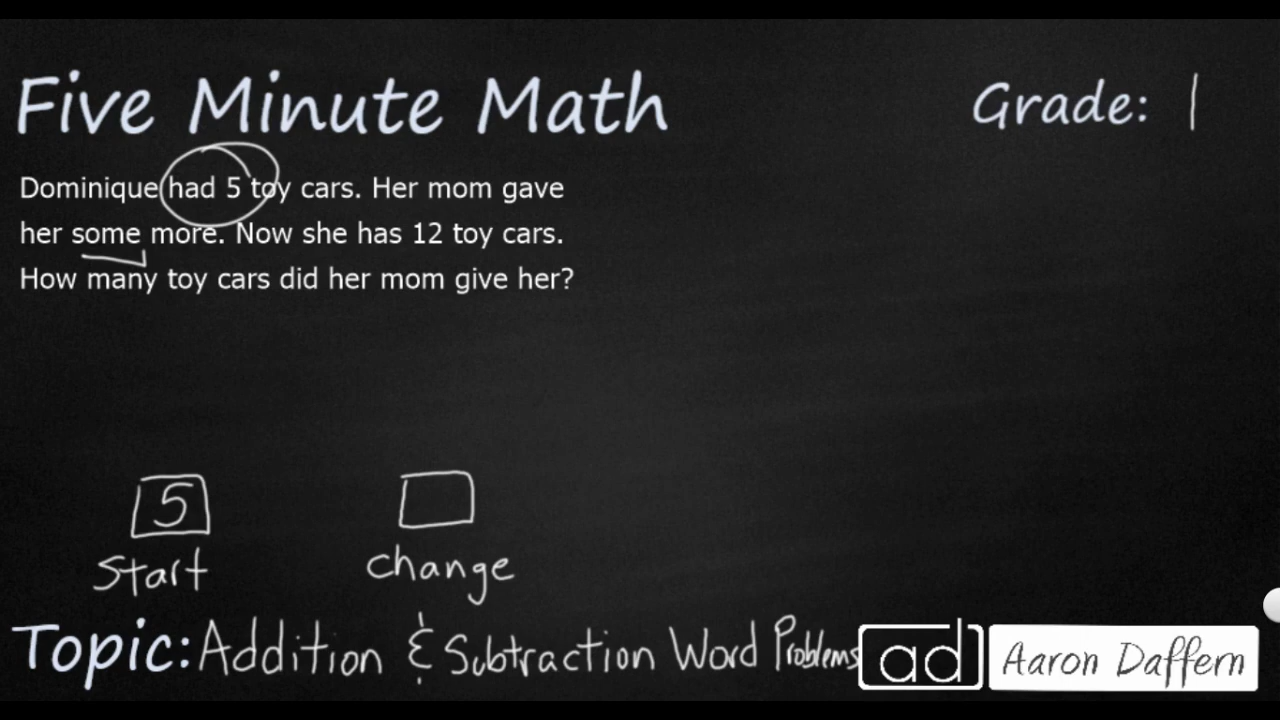 Five Minute Math
Grade: 1
Dominique had 5 toy cars. Her mom gave
her some more. Now she has 12 toy cars.
How many toy cars did her mom give her?
5
Start
change
Topic: Addition & Subtraction Word Problems
ad Aaron Daffern